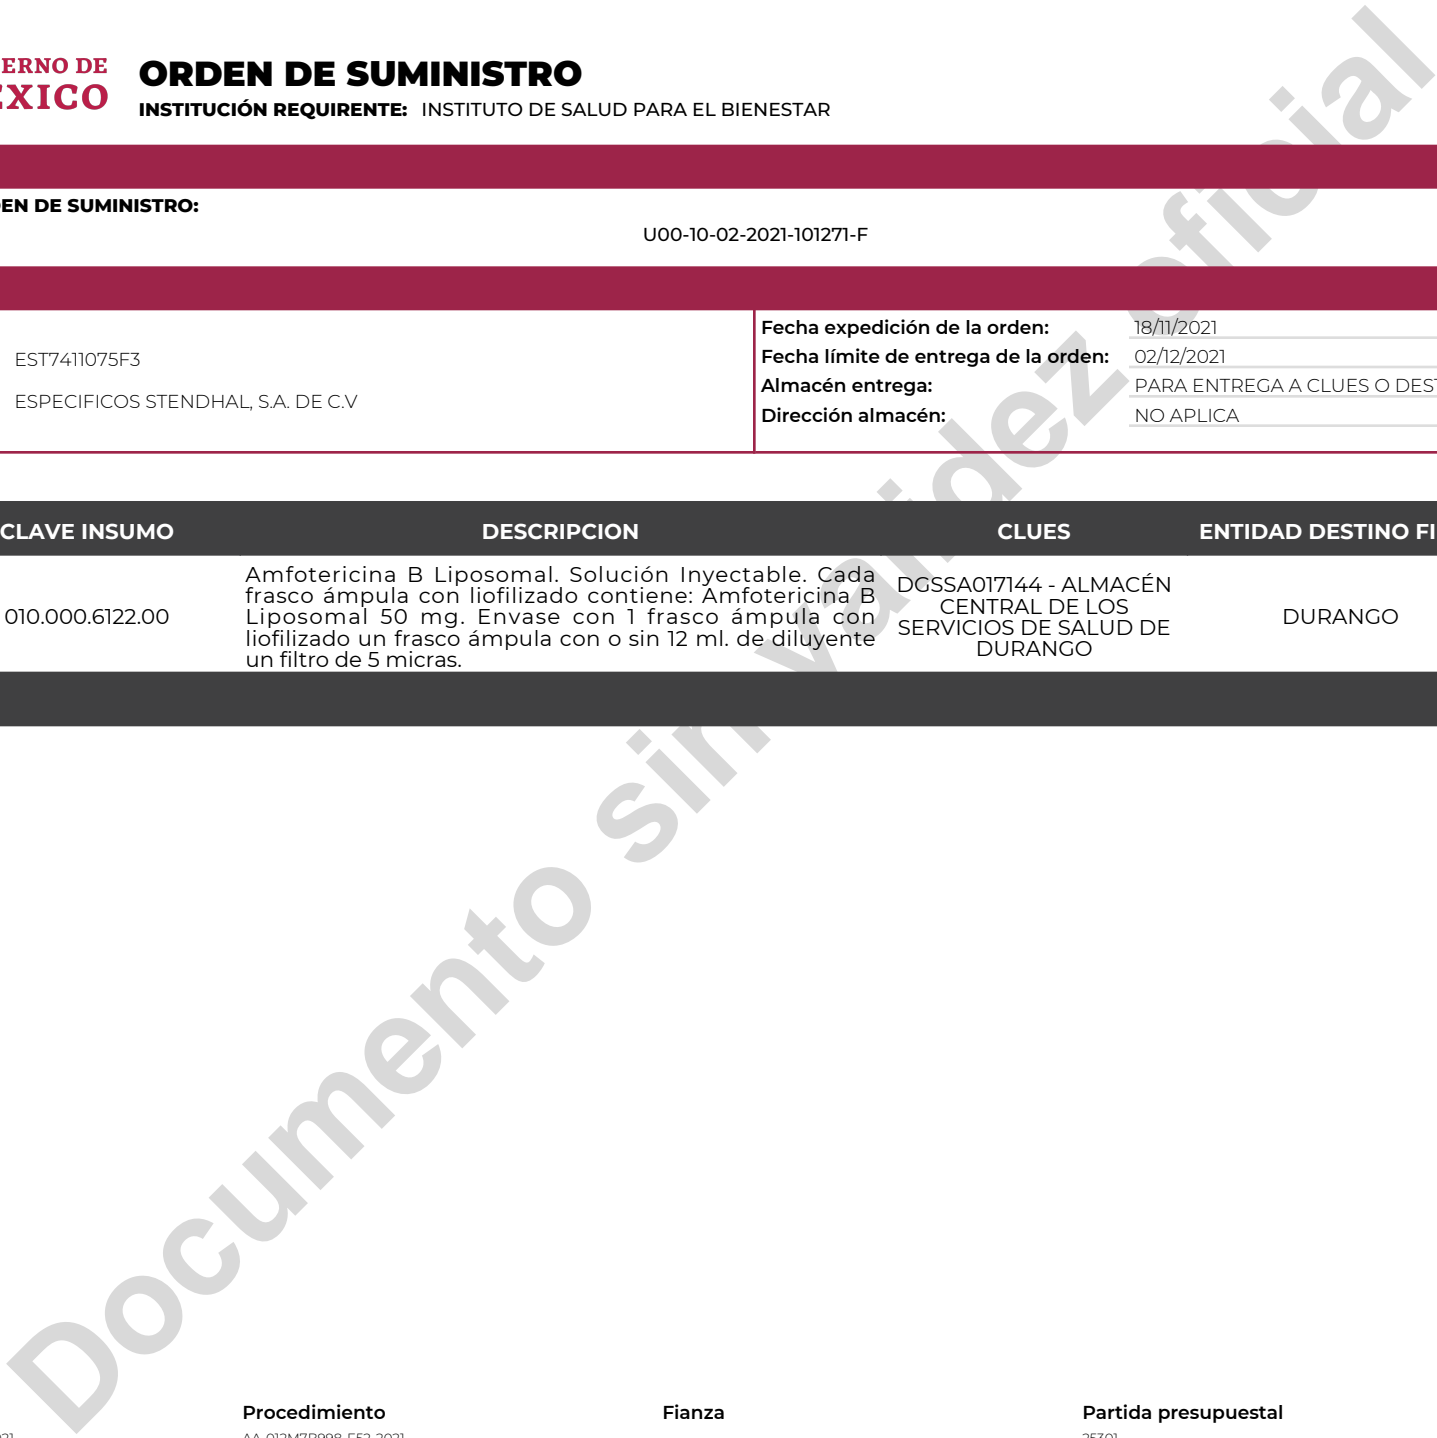 ERNO DE
EXICO
ORDEN DE SUMINISTRO
INSTITUCIÓN REQUIRENTE: INSTITUTO DE SALUD PARA EL BIENESTAR
EN DE SUMINISTRO:
U00-10-02-2021-101271-F
EST7411075F3
ESPECIFICOS STENDHAL, S.A. DE C.V
Fecha expedición de la orden: 18/11/2021
Fecha límite de entrega de la orden: 02/12/2021
Almacén entrega: PARA ENTREGA A CLUES O DEST
Dirección almacén: NO APLICA
CLAVE INSUMO DESCRIPCION CLUES ENTIDAD DESTINO FI
010.000.6122.00
Amfotericina B Liposomal. Solución Inyectable. Cada
frasco ámpula con liofilizado contiene: Amfotericina B
Liposomal 50 mg. Envase con 1 frasco ámpula con
liofilizado un frasco ámpula con o sin 12 ml. de diluyente
un filtro de 5 micras.
DGSSA017144 - ALMACÉN
CENTRAL DE LOS
SERVICIOS DE SALUD DE
DURANGO
DURANGO
Documento sin validez oficial
Procedimiento Fianza Partida presupuestal